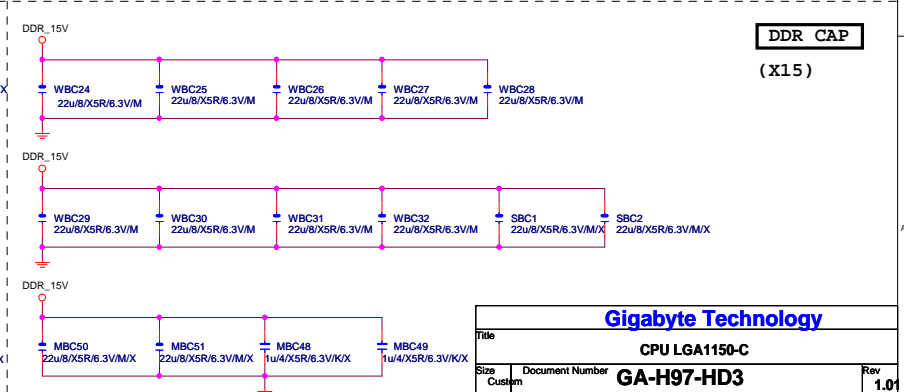 DDR_15V
DDR CAP
(X15)
X
WBC24
22u/8/X5R/6.3V/M
WBC25
22u/8/X5R/6.3V/M
WBC26
22u/8/X5R/6.3V/M
WBC27
22u/8/X5R/6.3V/M
WBC28
22u/8/X5R/6.3V/M
DDR_15V
WBC29
22u/8/X5R/6.3V/M
WBC30
22u/8/X5R/6.3V/M
WBC31
22u/8/X5R/6.3V/M
WBC32
22u/8/X5R/6.3V/M
SBC1
22u/8/X5R/6.3V/M/X
SBC2
22u/8/X5R/6.3V/M/X
A
DDR_15V
X
MBC50
22u/8/X5R/6.3V/M/X
MBC51
22u/8/X5R/6.3V/M/X
MBC48
1u/4/X5R/6.3V/K/X
MBC49
1u/4/X5R/6.3V/K/X
Gigabyte Technology
Title
CPU LGA1150-C
Size
Custom
Document Number
GA-H97-HD3
Rev
1.01